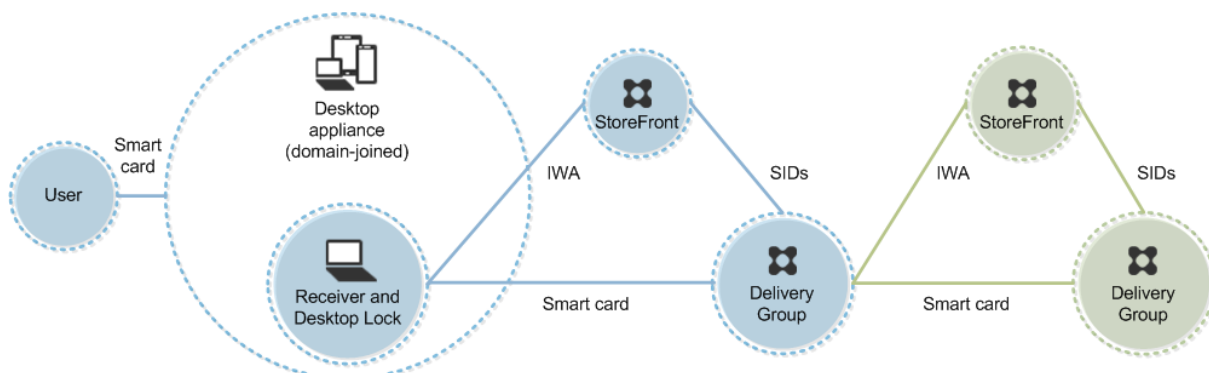 User
Smart
card
Desktop
appliance
(domain-joined)
Receiver and
Desktop Lock
IWA
StoreFront
SIDs
Smart card
Delivery
Group
IWA
StoreFront
SIDs
Smart card
Delivery
Group